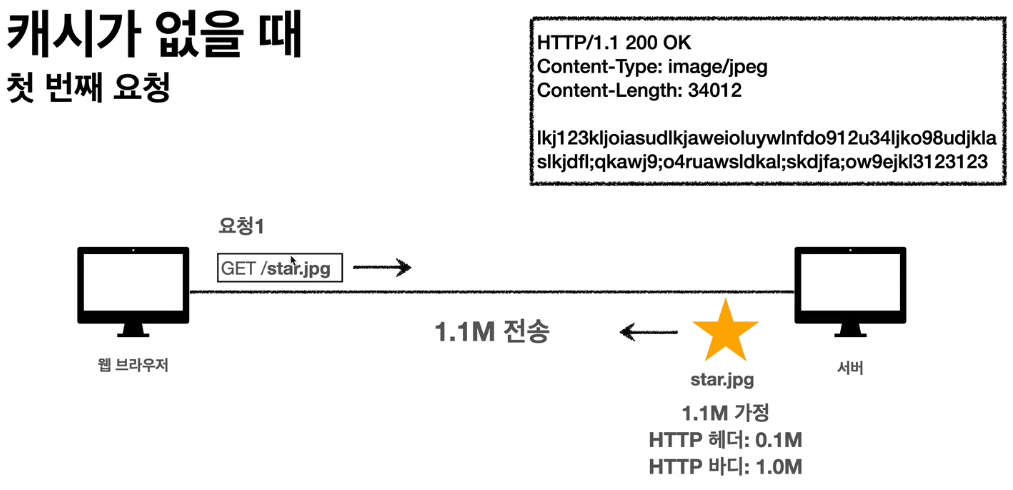 캐시가 없을 때
첫 번째 요청
HTTP/1.1 200 OK
Content-Type: image/jpeg
Content-Length: 34012
lkj123kljoiasudlkjaweioluywlnfdo912u34ljko98udjkla
slkjdfl;qkawj9;o4ruawsldkal;skdjfa;ow9ejkl3123123
요청1
GET /star.jpg
1.1M 전송
웹 브라우저
서버
star.jpg
1.1M 가정
HTTP 헤더: 0.1M
HTTP 바디: 1.0M